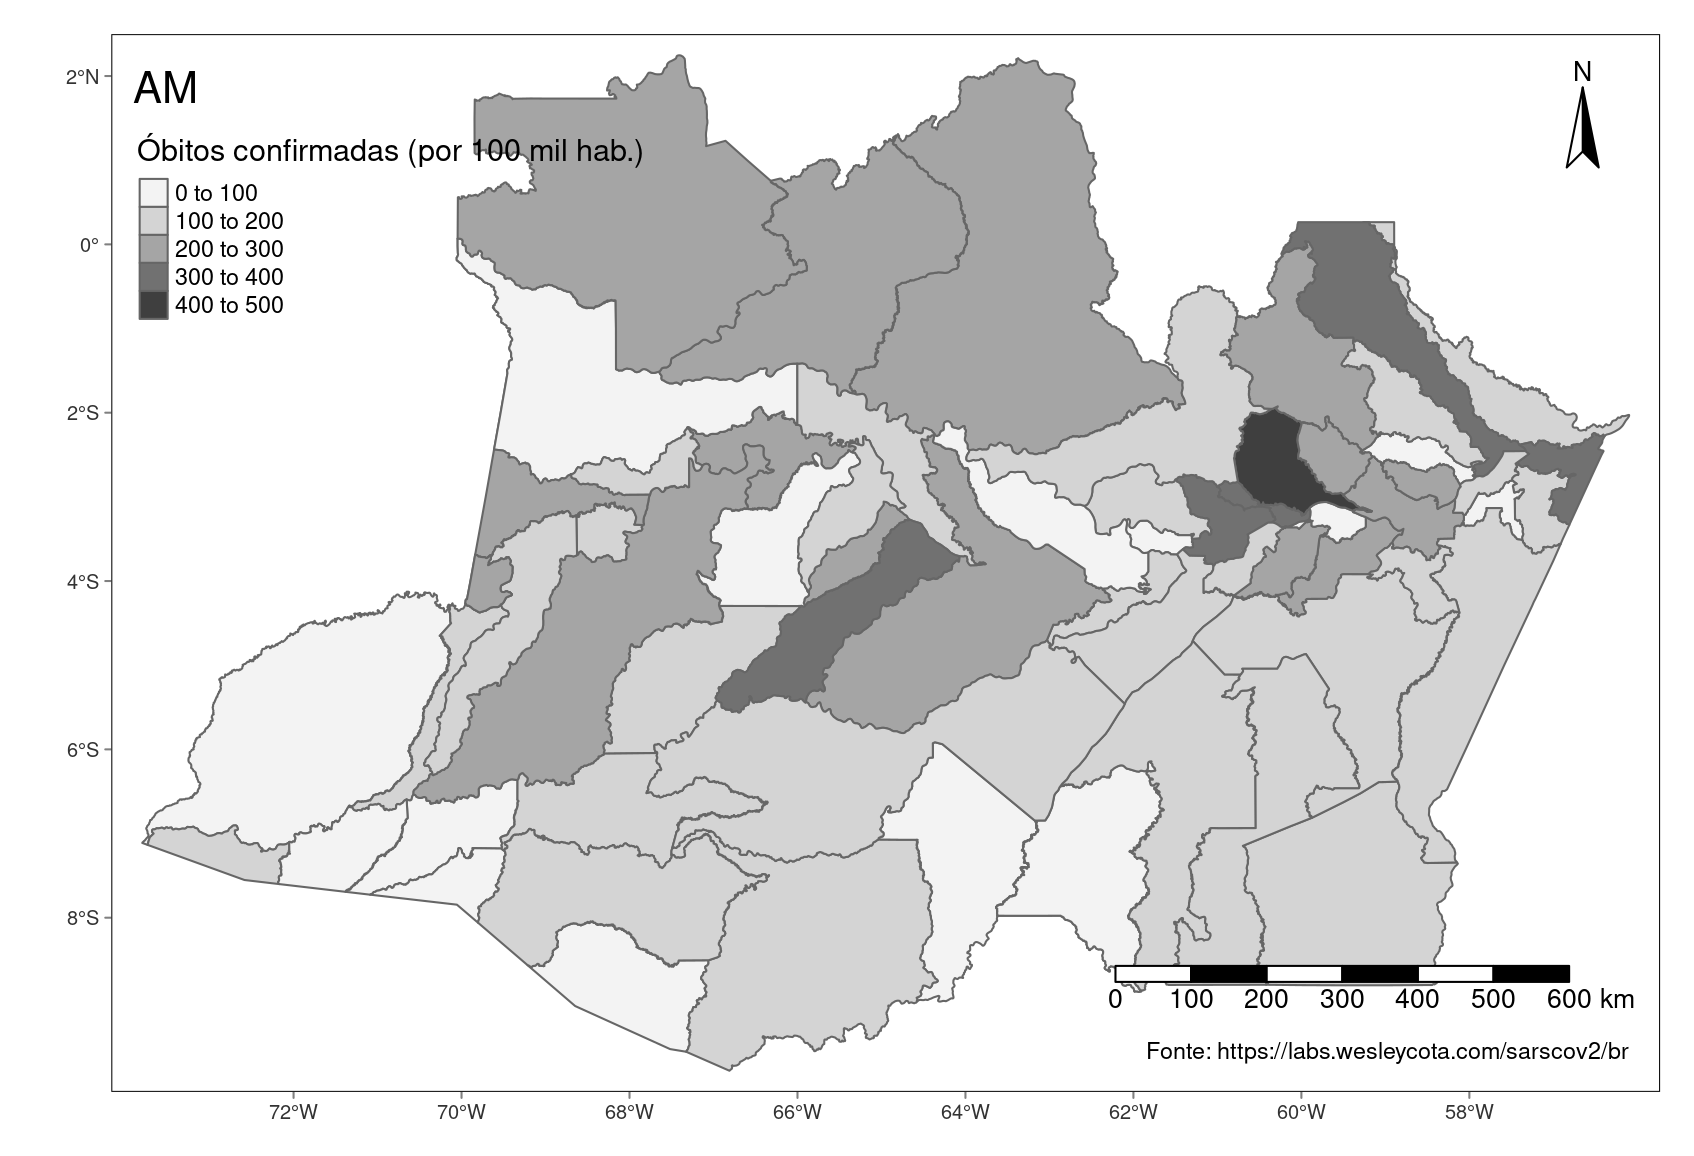 AM
N
Óbitos confirmadas (por 100 mil hab.)
0 to 100
100 to 200
200 to 300
300 to 400
400 to 500
2°N
0°
2°S
4°S
6°S
8°S
0 100 200 300 400 500 600 km
Fonte: https://labs.wesleycota.com/sarscov2/br
72°W 70°W 68°W 66°W 64°W 62°W 60°W 58°W